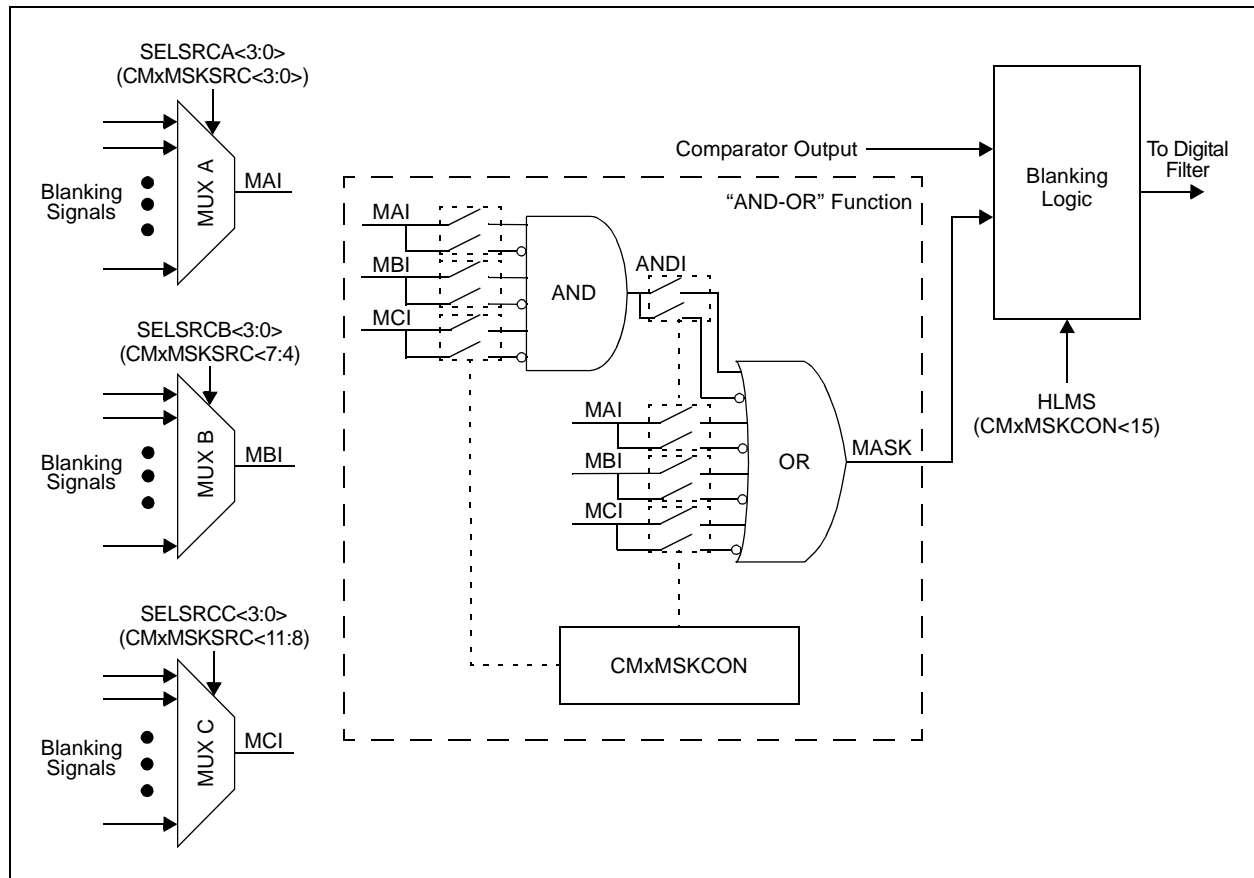 SELSRCA<3:0>
(CMxMSKSRC<3:0>)
MUX A
MAI
Blanking
Signals
SELSRCB<3:0>
(CMxMSKSRC<7:4)
MUX B
MBI
Blanking
Signals
SELSRCC<3:0>
(CMxMSKSRC<11:8)
MUX C
MCI
Blanking
Signals
Comparator Output
“AND-OR” Function
MAI
MBI
MCI
AND
ANDI
MAI
MBI
MCI
OR
MASK
CMxMSKCON
Blanking
Logic
To Digital
Filter
HLMS
(CMxMSKCON<15)